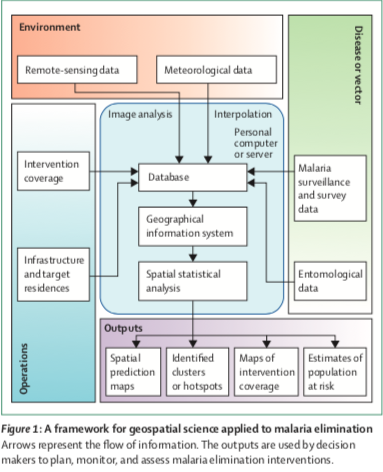 Environment
Remote-sensing data
Meteorological data
Disease or vector
Image analysis
Interpolation
Personal
computer
or server
Intervention
coverage
Database
Malaria
surveillance
and survey
data
Geographical
information system
Infrastructure
and target
residences
Spatial statistical
analysis
Entomological
data
Operations
Outputs
Spatial
prediction
maps
Identified
clusters
or hotspots
Maps of
intervention
coverage
Estimates of
population
at risk
Figure 1: A framework for geospatial science applied to malaria elimination
Arrows represent the flow of information. The outputs are used by decision
makers to plan, monitor, and assess malaria elimination interventions.